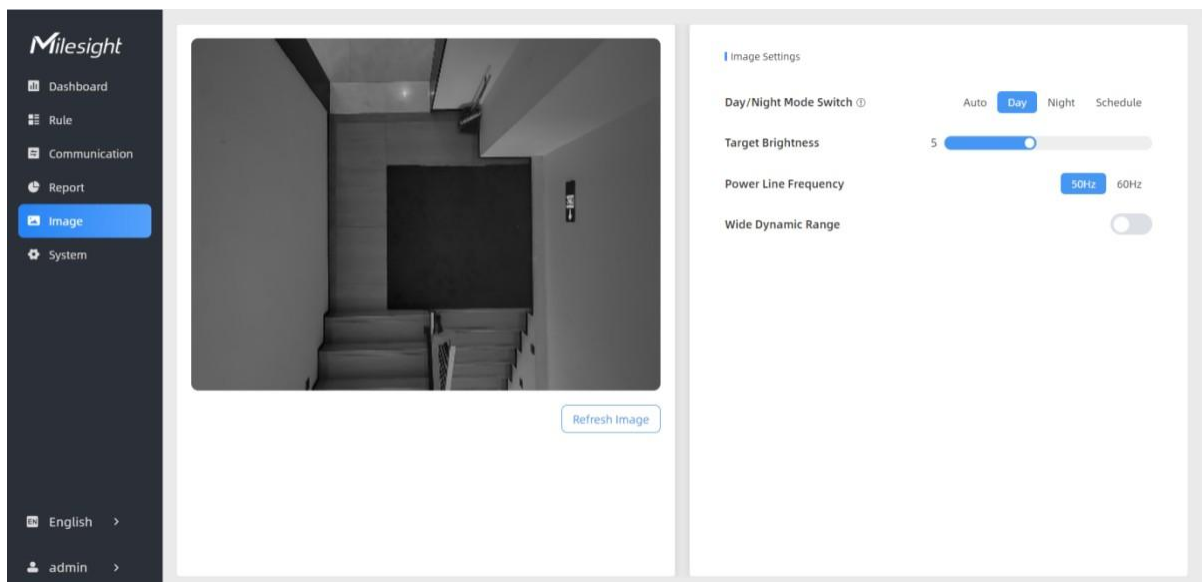 Milesight
Dashboard
Rule
Communication
Report
Image
System
EN English >
admin >
Refresh Image
Image Settings
Day/Night Mode Switch Auto Day Night Schedule
Target Brightness 5
Power Line Frequency 50Hz 60Hz
Wide Dynamic Range